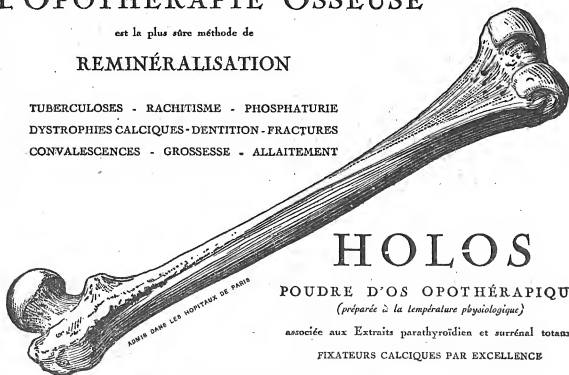 L'OPOTHÉRAPIE OSSEUSE
est la plus sûre méthode de
REMINÉRALISATION
TUBERCULOSES - RACHITISME - PHOSPHATURIE
DYSTROPHIES CALCIQUES - DENTITION - FRACTURES
CONVALESCENCES - GROSSESSE - ALLAITEMENT
ADMIS DANS LES HOPITAUX DE PARIS
HOLOS
POUDRE D'OS OPOTHÉRAPIQU
(préparée à la température physiologique)
associée aux Extraits parathyroïdien et surrénal totaux
FIXATEURS CALCIQUES PAR EXCELLENCE